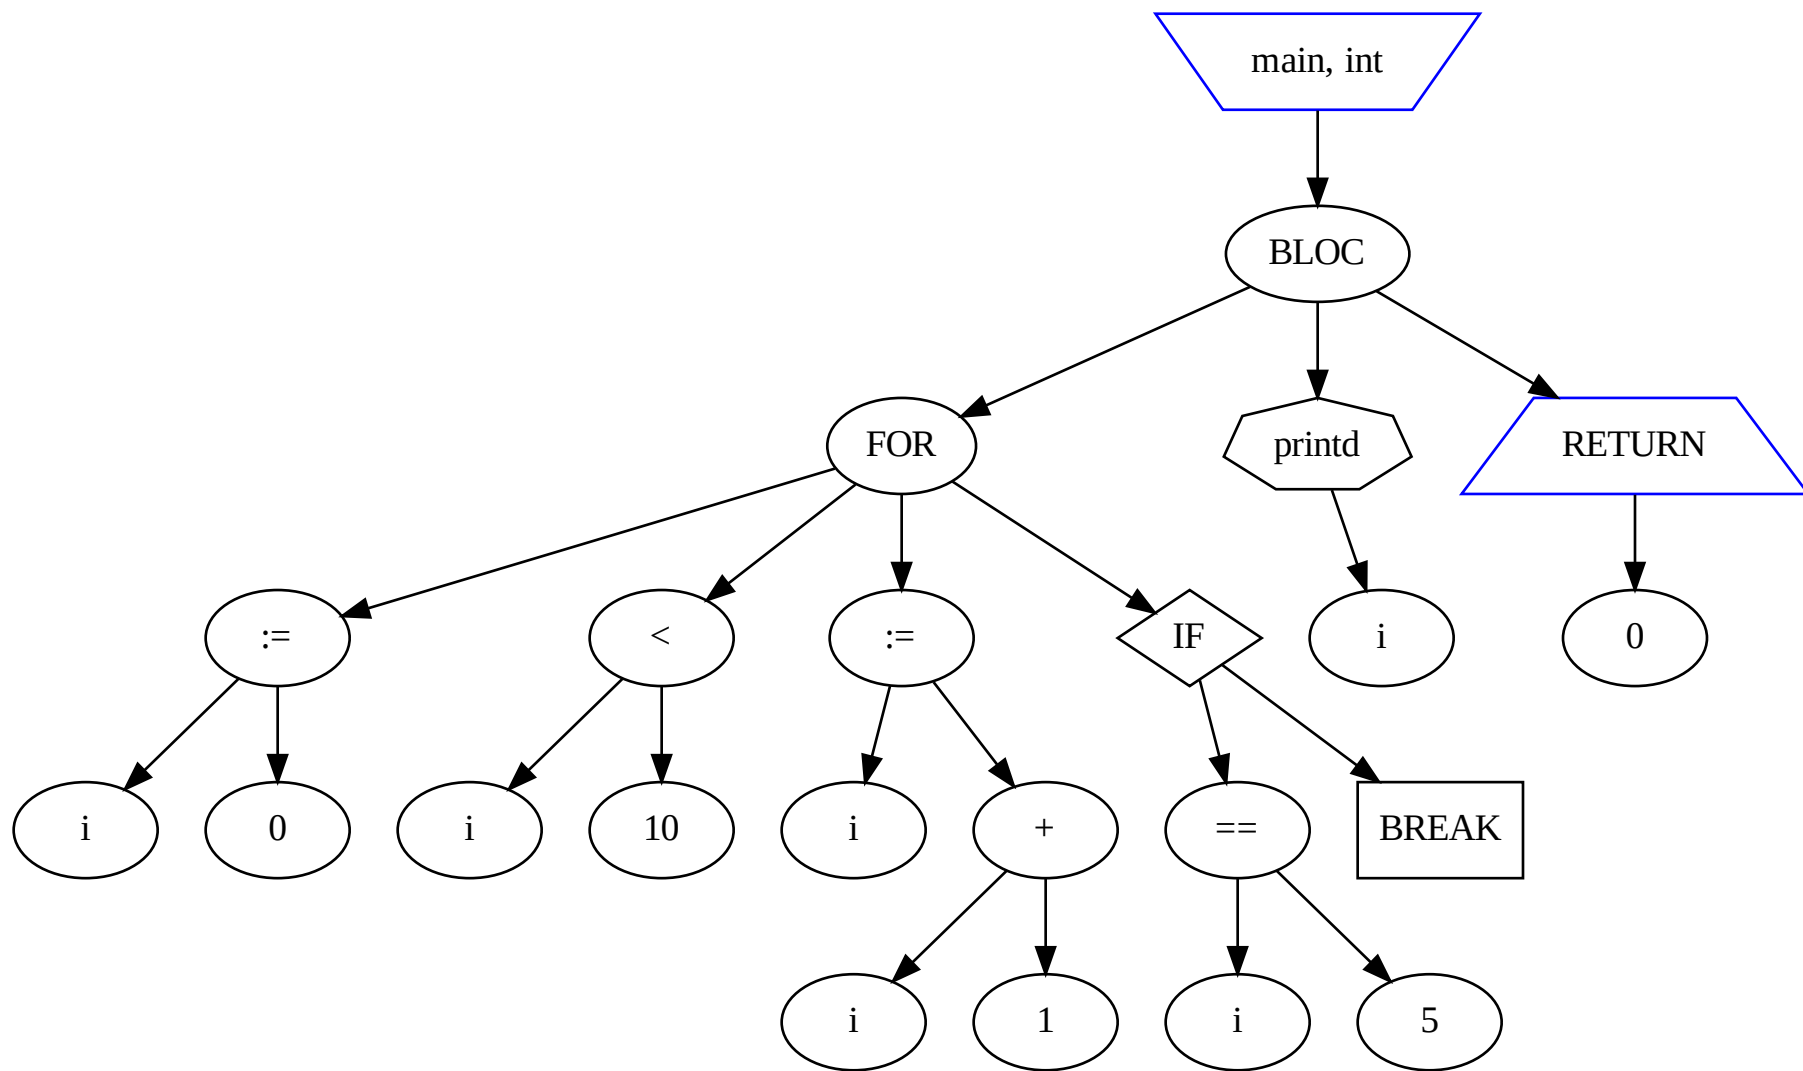 main, int
BLOC
FOR
printd
RETURN
:=
<
:=
IF
i
0
i
0
i
10
i
+
==
BREAK
i
1
i
5